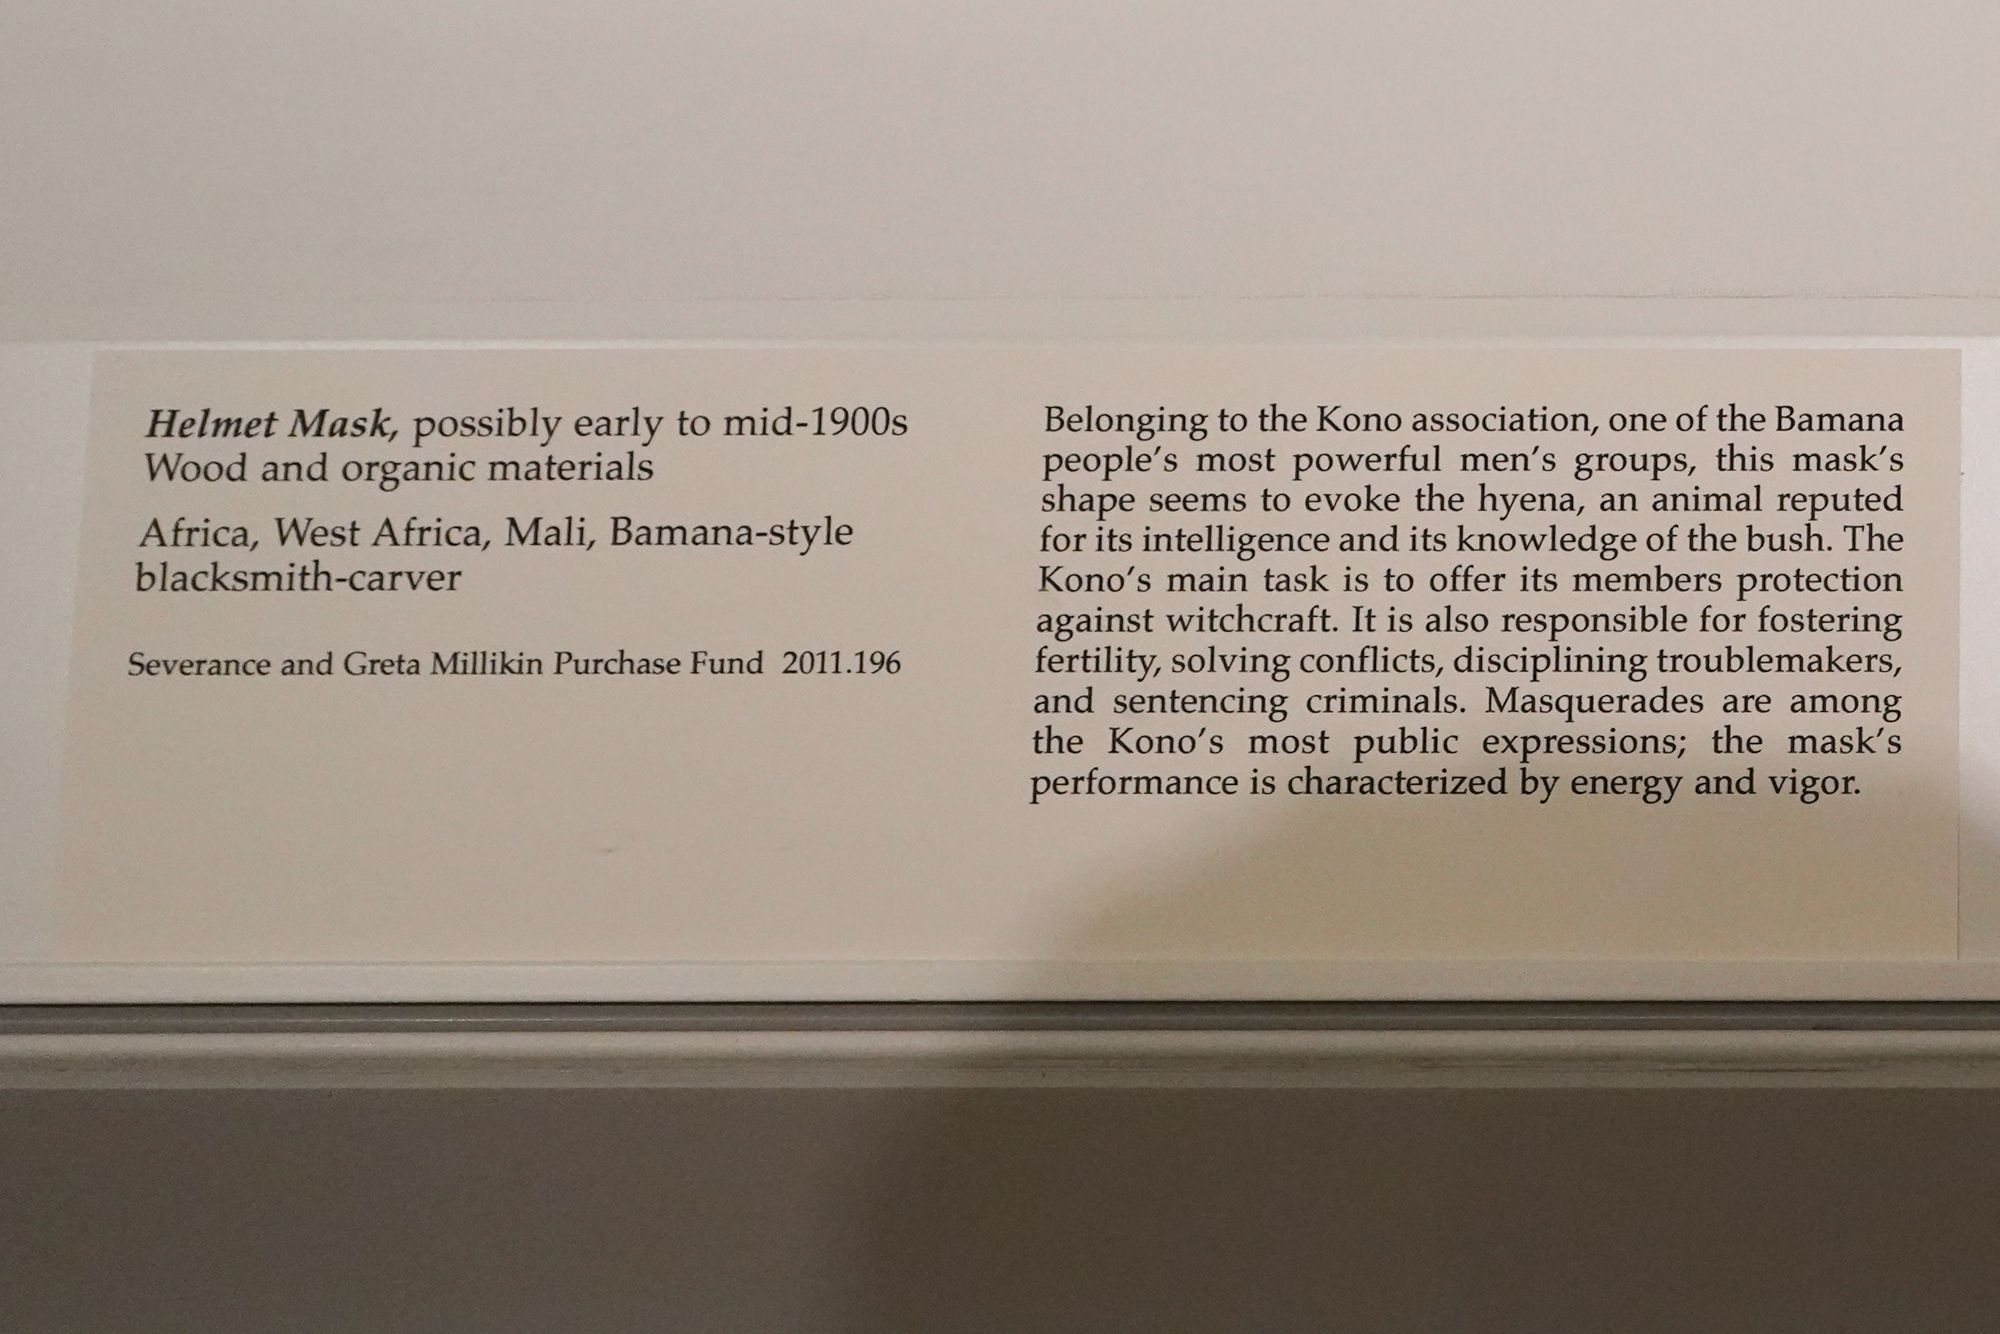 Helmet Mask, possibly early to mid-1900s
Wood and organic materials
Africa, West Africa, Mali, Bamana-style
blacksmith-carver
Severance and Greta Millikin Purchase Fund 2011.196
Belonging to the Kono association, one of the Bamana
people's most powerful men's groups, this mask's
shape seems to evoke the hyena, an animal reputed
for its intelligence and its knowledge of the bush. The
Kono's main task is to offer its members protection
against witchcraft. It is also responsible for fostering
fertility, solving conflicts, disciplining troublemakers,
and sentencing criminals. Masquerades are among
the Kono's most public expressions; the mask's
performance is characterized by energy and vigor.